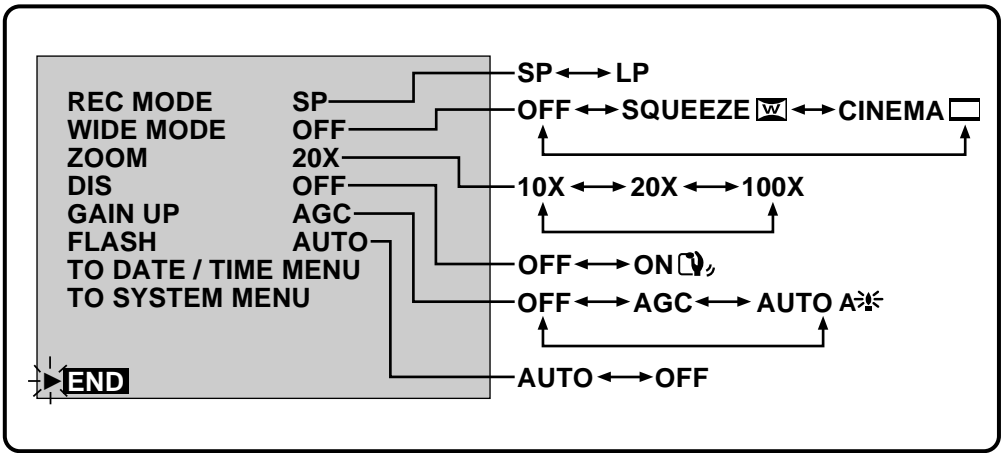 REC MODE SP
WIDE MODE OFF
ZOOM 20X
DIS OFF
GAIN UP AGC
FLASH AUTO
TO DATE / TIME MENU
TO SYSTEM MENU
END
SP LP
OFF SQUEEZE W CINEMA
10X 20X 100X
OFF ON
OFF AGC AUTO A
AUTO OFF